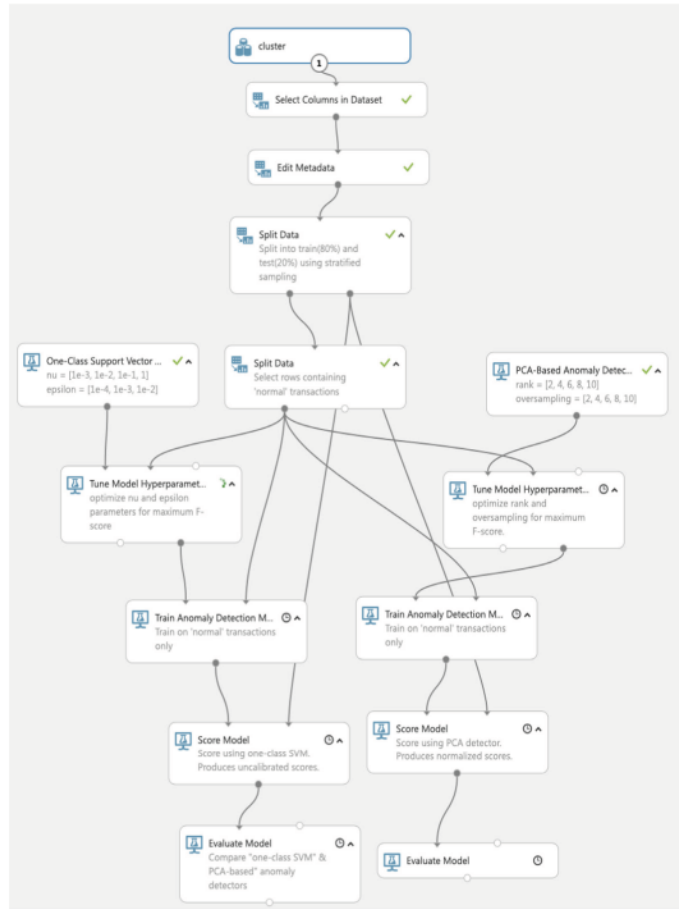 cluster
1
Select Columns in Dataset
Edit Metadata
Split Data
Split into train(80%) and
test(20%) using stratified
sampling
One-Class Support Vector ...
nu = [1e-3, 1e-2, 1e-1, 1]
epsilon = [1e-4, 1e-3, 1e-2]
Split Data
Select rows containing
'normal' transactions
PCA-Based Anomaly Detec...
rank = [2, 4, 6, 8, 10]
oversampling = [2, 4, 6, 8, 10]
Tune Model Hyperparamet...
optimize nu and epsilon
parameters for maximum F-
score
Tune Model Hyperparamet...
optimize rank and
oversampling for maximum
F-score.
Train Anomaly Detection M...
Train on 'normal' transactions
only
Train Anomaly Detection M...
Train on 'normal' transactions
only
Score Model
Score using one-class SVM.
Produces uncalibrated scores.
Score Model
Score using PCA detector.
Produces normalized scores.
Evaluate Model
Compare "one-class SVM" &
PCA-based" anomaly
detectors
Evaluate Model